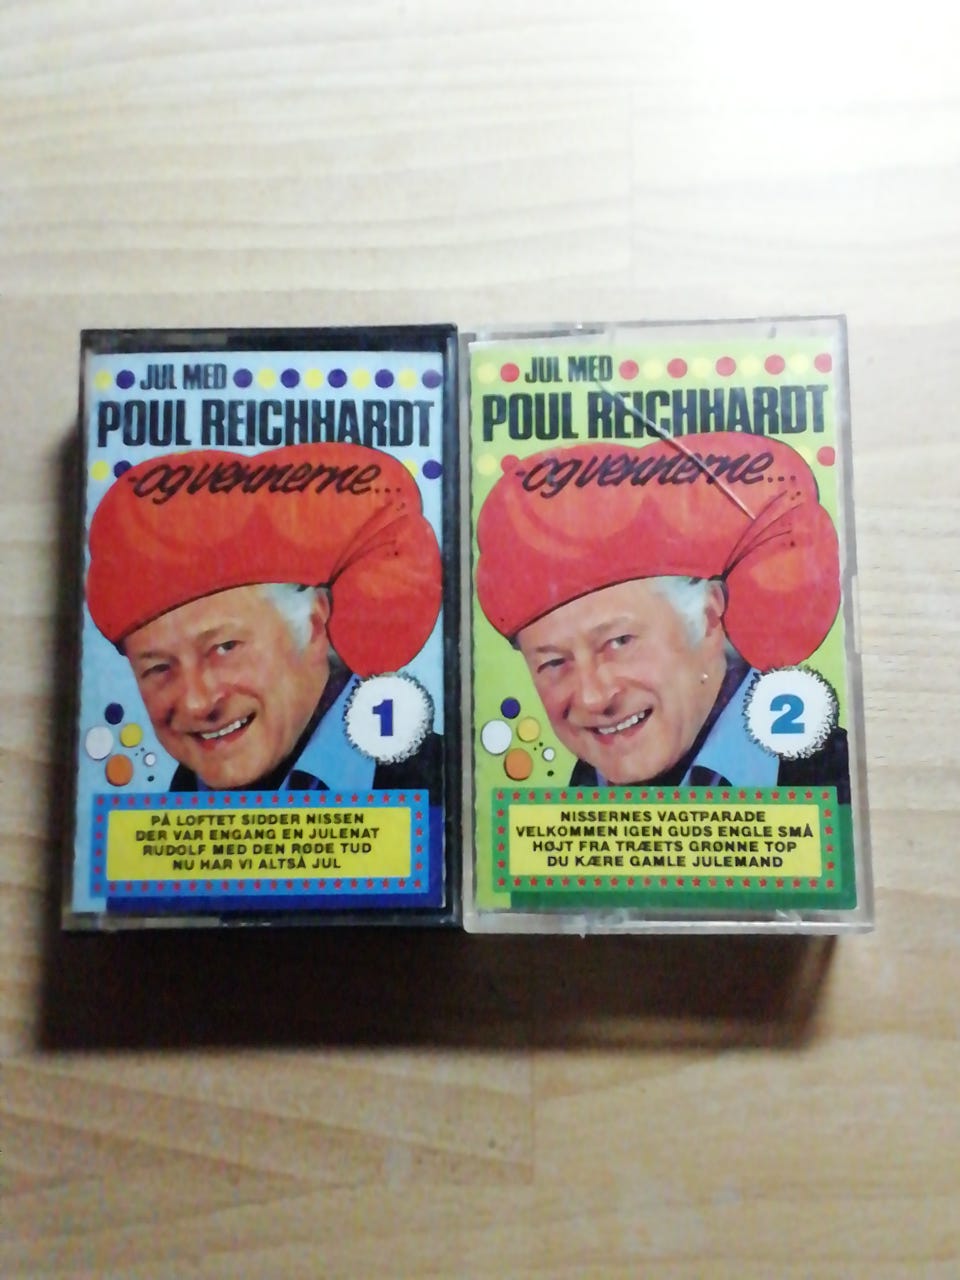 JUL MED
POUL REICHHARDT
-og vennerne...
1
PÅ LOFTET SIDDER NISSEN
DER VAR ENGANG EN JULENAT
RUDOLF MED DEN RØDE TUD
NU HAR VI ALTSÅ JUL
JUL MED
POUL REICHHARDT
-og vennerne...
2
NISSERNES VAGTPARADE
VELKOMMEN IGEN GUDS ENGLE SMÅ
HØJT FRA TRÆETS GRØNNE TOP
DU KÆRE GAMLE JULEMAND